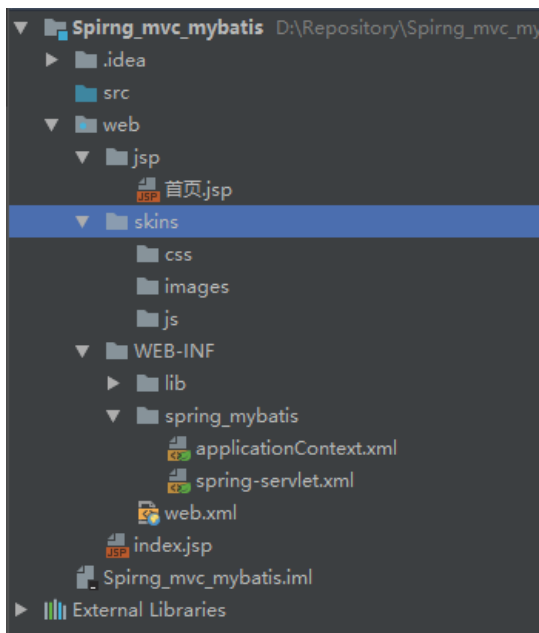 Spirng_mvc_mybatis D:\Repository\Spirng_mvc_my
.idea
src
web
jsp
首页.jsp
skins
css
images
js
WEB-INF
lib
spring_mybatis
applicationContext.xml
spring-servlet.xml
web.xml
index.jsp
Spirng_mvc_mybatis.iml
External Libraries